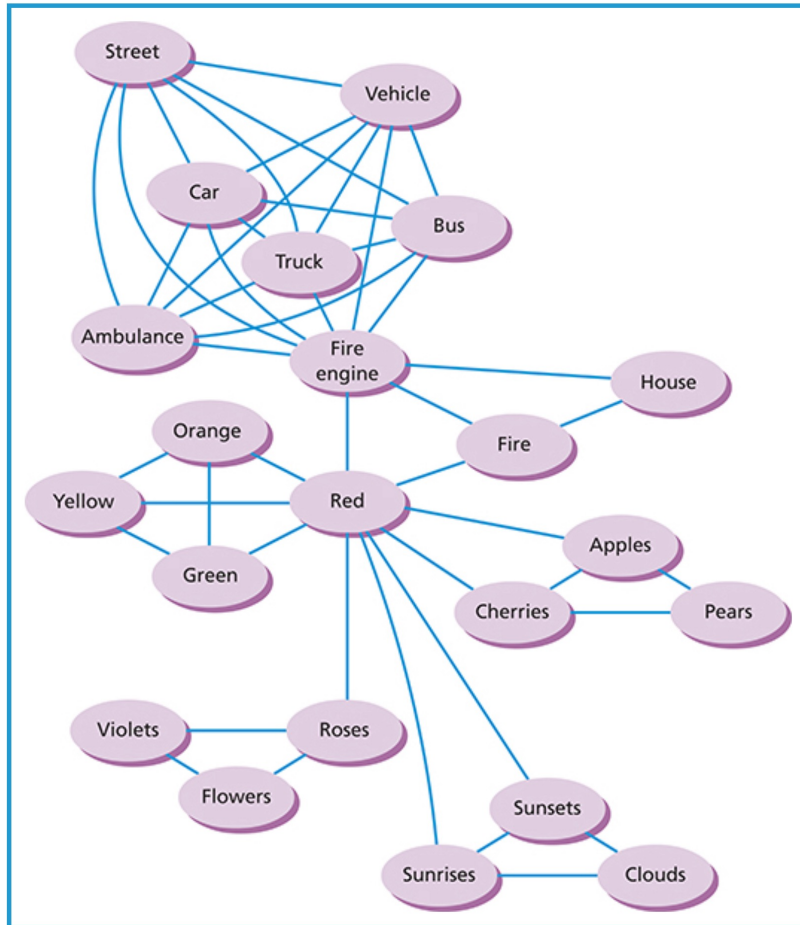 Street
Vehicle
Car
Bus
Truck
Ambulance
Fire
engine
House
Orange
Fire
Yellow
Red
Apples
Green
Cherries
Pears
Violets
Roses
Flowers
Sunsets
Sunrises
Clouds